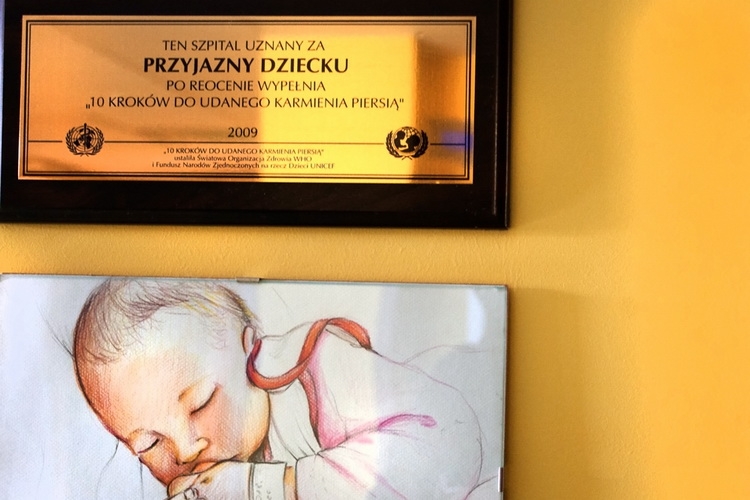 TEN SZPITAL UZNANY ZA
PRZYJAZNY DZIECKU
PO REOCENIE WYPEŁNIA
„10 KROKÓW DO UDANEGO KARMIENIA PIERSIĄ"
2009
„10 KROKÓW DO UDANEGO KARMIENIA PIERSIĄ"
ustaliła Światowa Organizacja Zdrowia WHO
i Fundusz Narodów Zjednoczonych na rzecz Dzieci UNICEF